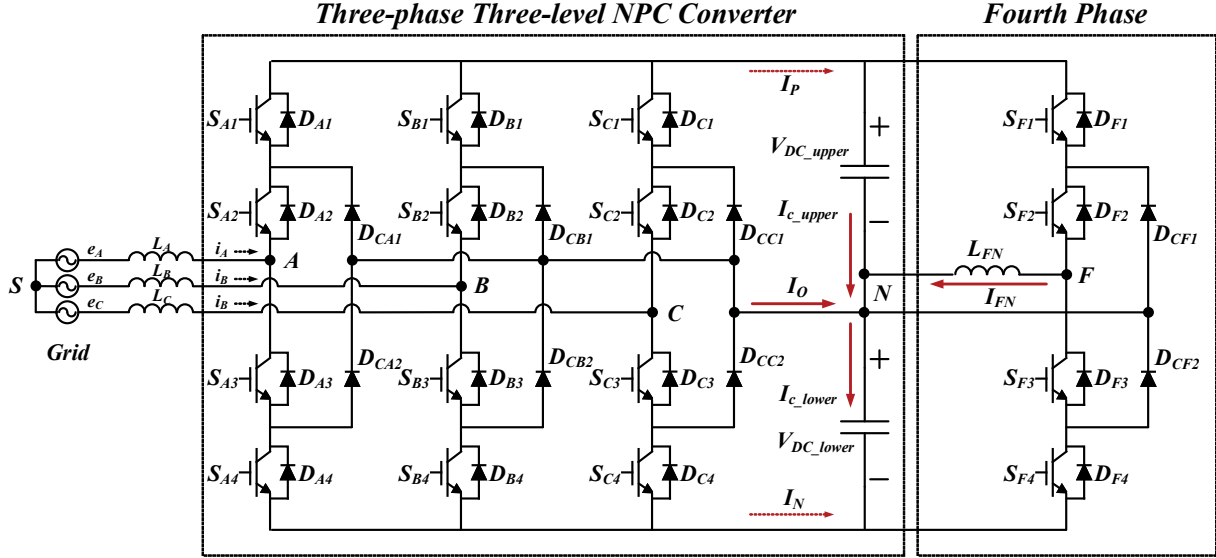 Three-phase Three-level NPC Converter
Fourth Phase
I_P
S_A1 D_A1 S_B1 D_B1 S_C1 D_C1 S_F1 D_F1
+
V_DC_upper
S_A2 D_A2 S_B2 D_B2 S_C2 D_C2 I_c_upper − S_F2 D_F2
D_CA1 D_CB1 D_CC1 D_CF1
e_A L_A i_A A L_FN
S e_B L_B i_B B I_O N I_FN F
e_C L_C i_B C
Grid
D_CA2 D_CB2 D_CC2 + D_CF2
S_A3 D_A3 S_B3 D_B3 S_C3 D_C3 I_c_lower S_F3 D_F3
V_DC_lower
S_A4 D_A4 S_B4 D_B4 S_C4 D_C4 − S_F4 D_F4
I_N